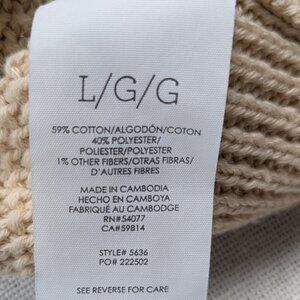 L/G/G
59% COTTON/ALGODÓN/COTON
40% POLYESTER/
POLIESTER/POLYESTER
1% OTHER FIBERS/OTRAS FIBRAS/
D'AUTRES FIBRES
MADE IN CAMBODIA
HECHO EN CAMBOYA
FABRIQUÉ AU CAMBODGE
RN#54077
CA#59814
STYLE# 5636
PO# 222502
SEE REVERSE FOR CARE